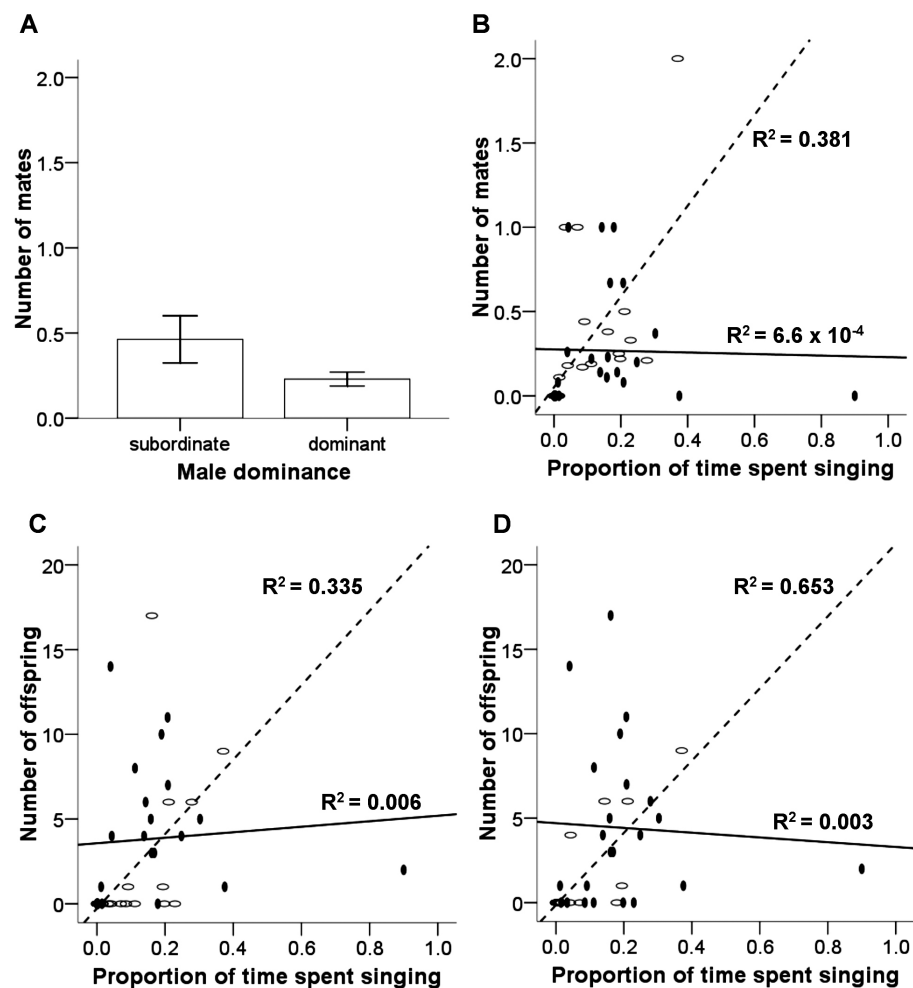 A
Number of mates
2.0
1.5
1.0
0.5
0.0
subordinate
dominant
Male dominance
B
Number of mates
2.0
1.5
1.0
0.5
0.0
R² = 0.381
R² = 6.6 x 10⁻⁴
0.0 0.2 0.4 0.6 0.8 1.0
Proportion of time spent singing
C
Number of offspring
20
15
10
5
0
R² = 0.335
R² = 0.006
0.0 0.2 0.4 0.6 0.8 1.0
Proportion of time spent singing
D
Number of offspring
20
15
10
5
0
R² = 0.653
R² = 0.003
0.0 0.2 0.4 0.6 0.8 1.0
Proportion of time spent singing